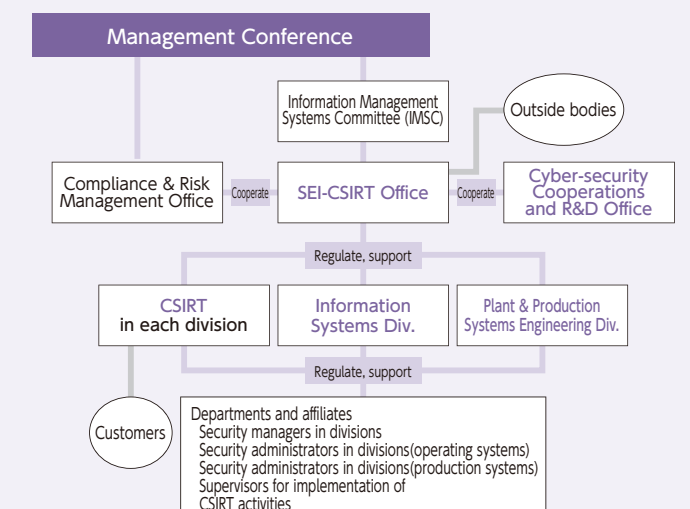 Management Conference
Information Management
Systems Committee (IMSC)
Outside bodies
Compliance & Risk
Management Office
Cooperate
SEI-CSIRT Office
Cooperate
Cyber-security
Cooperations
and R&D Office
Regulate, support
CSIRT
in each division
Information
Systems Div.
Plant & Production
Systems Engineering Div.
Regulate, support
Customers
Departments and affiliates
Security managers in divisions
Security administrators in divisions(operating systems)
Security administrators in divisions(production systems)
Supervisors for implementation of
CSIRT activities